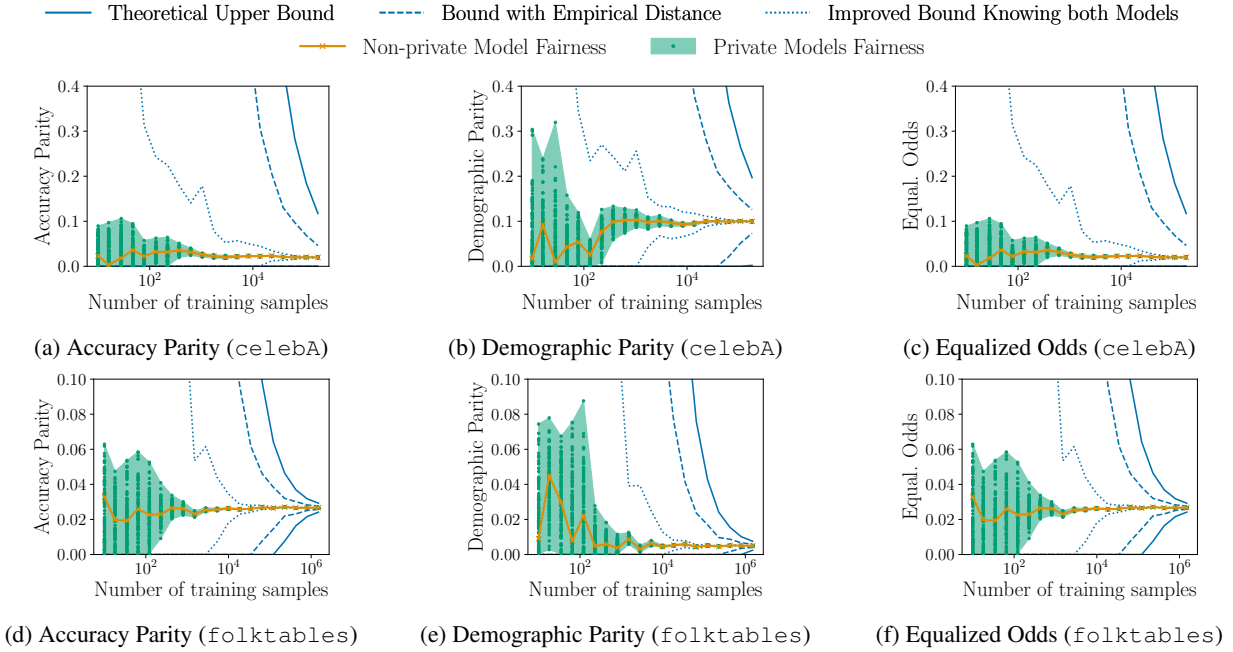 Theoretical Upper Bound Bound with Empirical Distance Improved Bound Knowing both Models
Non-private Model Fairness Private Models Fairness
Accuracy Parity
0.4
0.3
0.2
0.1
0.0
10^2 10^4
Number of training samples
(a) Accuracy Parity (celebA)
Demographic Parity
0.4
0.3
0.2
0.1
0.0
10^2 10^4
Number of training samples
(b) Demographic Parity (celebA)
Equal. Odds
0.4
0.3
0.2
0.1
0.0
10^2 10^4
Number of training samples
(c) Equalized Odds (celebA)
Accuracy Parity
0.10
0.08
0.06
0.04
0.02
0.00
10^2 10^4 10^6
Number of training samples
(d) Accuracy Parity (folktables)
Demographic Parity
0.10
0.08
0.06
0.04
0.02
0.00
10^2 10^4 10^6
Number of training samples
(e) Demographic Parity (folktables)
Equal. Odds
0.10
0.08
0.06
0.04
0.02
0.00
10^2 10^4 10^6
Number of training samples
(f) Equalized Odds (folktables)